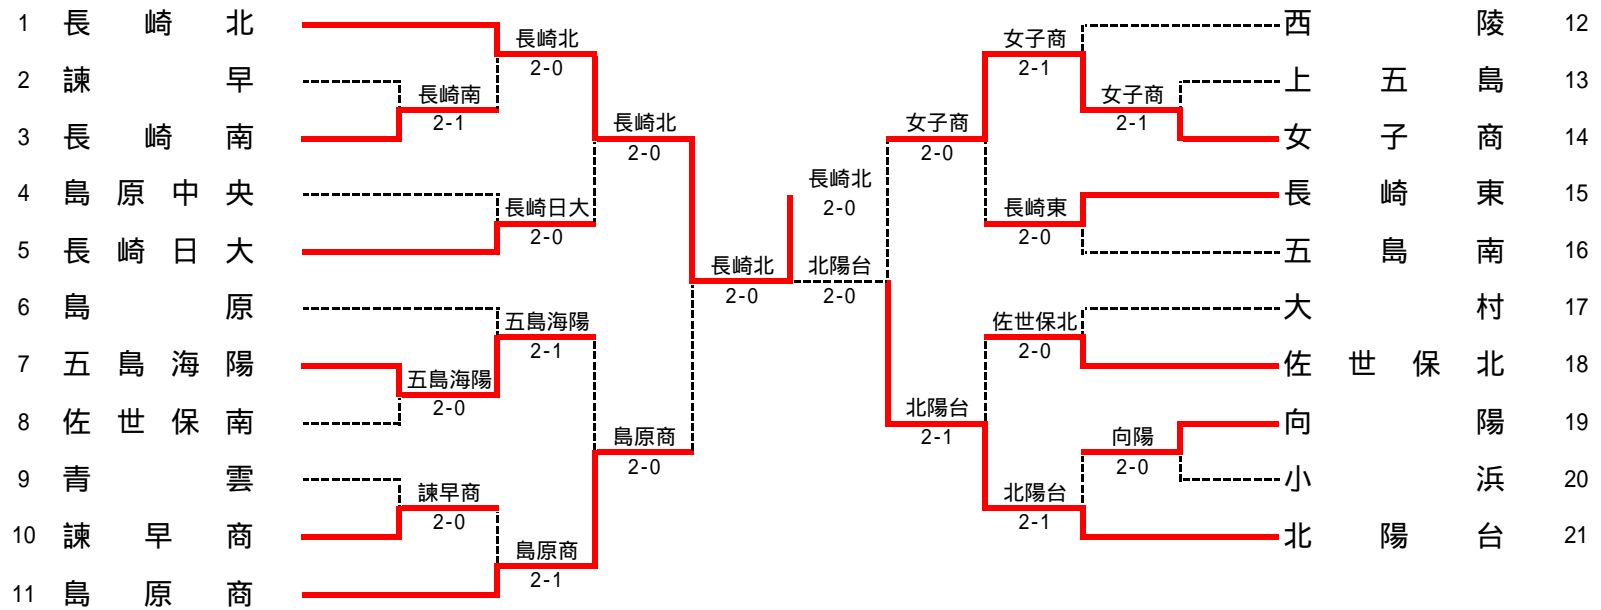 1 長崎北
長崎北
2-0
2 諫早
長崎南
2-1
3 長崎南
長崎北
2-0
4 島原中央
長崎日大
2-0
5 長崎日大
長崎北
2-0
6 島原
五島海陽
2-1
7 五島海陽
五島海陽
2-0
8 佐世保南
島原商
2-0
9 青雲
諫早商
2-0
10 諫早商
島原商
2-1
11 島原商
長崎北
2-0
北陽台
2-0
西陵 12
女子商
2-1
上五島 13
女子商
2-1
女子商 14
女子商
2-0
長崎東 15
長崎東
2-0
五島南 16
大村 17
佐世保北
2-0
佐世保北 18
北陽台
2-1
向陽 19
向陽
2-0
小浜 20
北陽台
2-1
北陽台 21